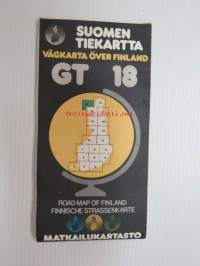 SUOMEN
TIEKARTTA
VÄGKARTA ÖVER FINLAND
GT 18
ROAD MAP OF FINLAND
FINNISCHE STRASSENKARTE
MATKAILUKARTASTO